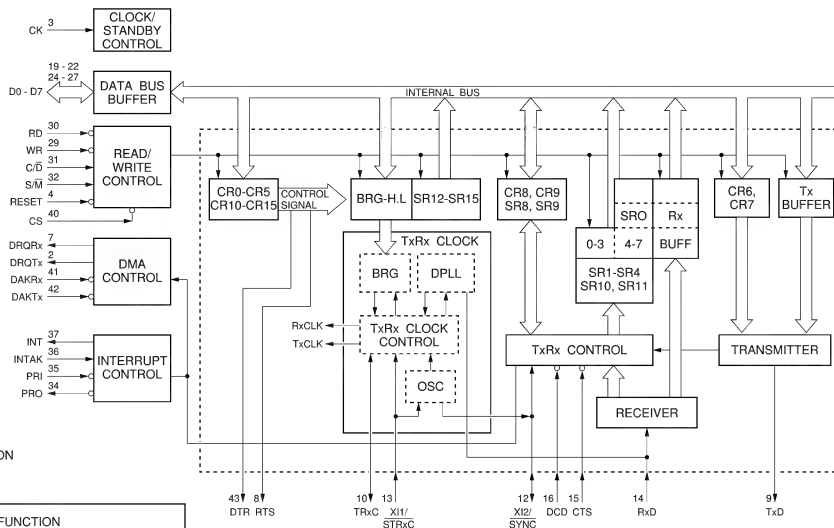 CK 3
CLOCK/
STANDBY
CONTROL
19 - 22
24 - 27
D0 - D7
DATA BUS
BUFFER
INTERNAL BUS
RD 30
WR 29
C/D 31
S/M 32
RESET 4
CS 40
READ/
WRITE
CONTROL
CR0-CR5
CR10-CR15
CONTROL
SIGNAL
BRG-H.L
SR12-SR15
CR8, CR9
SR8, SR9
SRO
Rx
0-3
4-7
BUFF
SR1-SR4
SR10, SR11
CR6,
CR7
Tx
BUFFER
DRQRx 7
DRQTx 2
DAKRx 41
DAKTx 42
DMA
CONTROL
TxRx CLOCK
BRG
DPLL
RxCLK
TxCLK
TxRx CLOCK
CONTROL
OSC
INT 37
INTAK 36
PRI 35
PRO 34
INTERRUPT
CONTROL
TxRx CONTROL
TRANSMITTER
RECEIVER
ON
43 8 10 13 12 16 15 14 9
DTR RTS TRxC XI1/ XI2/ DCD CTS RxD TxD
STRxC SYNC
FUNCTION